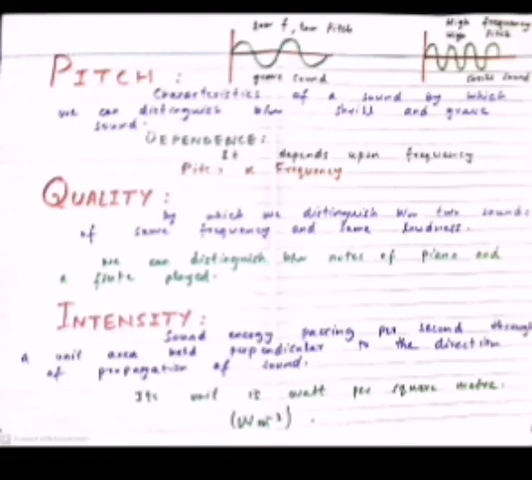 low f, low Pitch
High frequency
High Pitch
grave sound
shrill sound
PITCH :
Characteristics of a sound by which
we can distinguish b/w shrill and grave
sound.
DEPENDENCE:
It depends upon frequency
Pitch α Frequency
QUALITY :
by which we distinguish b/w two sounds
of same frequency and same loudness.
we can distinguish b/w notes of piano and
a flute played.
INTENSITY :
Sound energy passing per second through
a unit area held perpendicular to the direction
of propagation of sound.
Its unit is watt per square metre.
(Wm⁻²) .